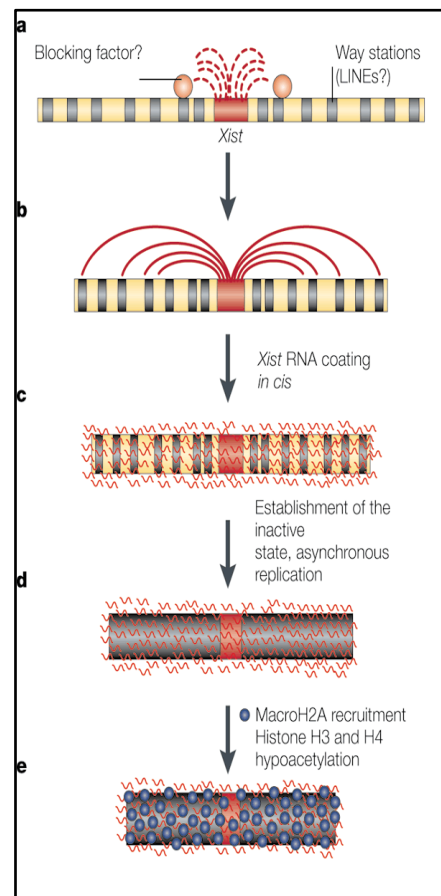 a
Blocking factor?
Way stations
(LINEs?)
Xist
b
Xist RNA coating
in cis
c
Establishment of the
inactive
state, asynchronous
replication
d
MacroH2A recruitment
Histone H3 and H4
hypoacetylation
e